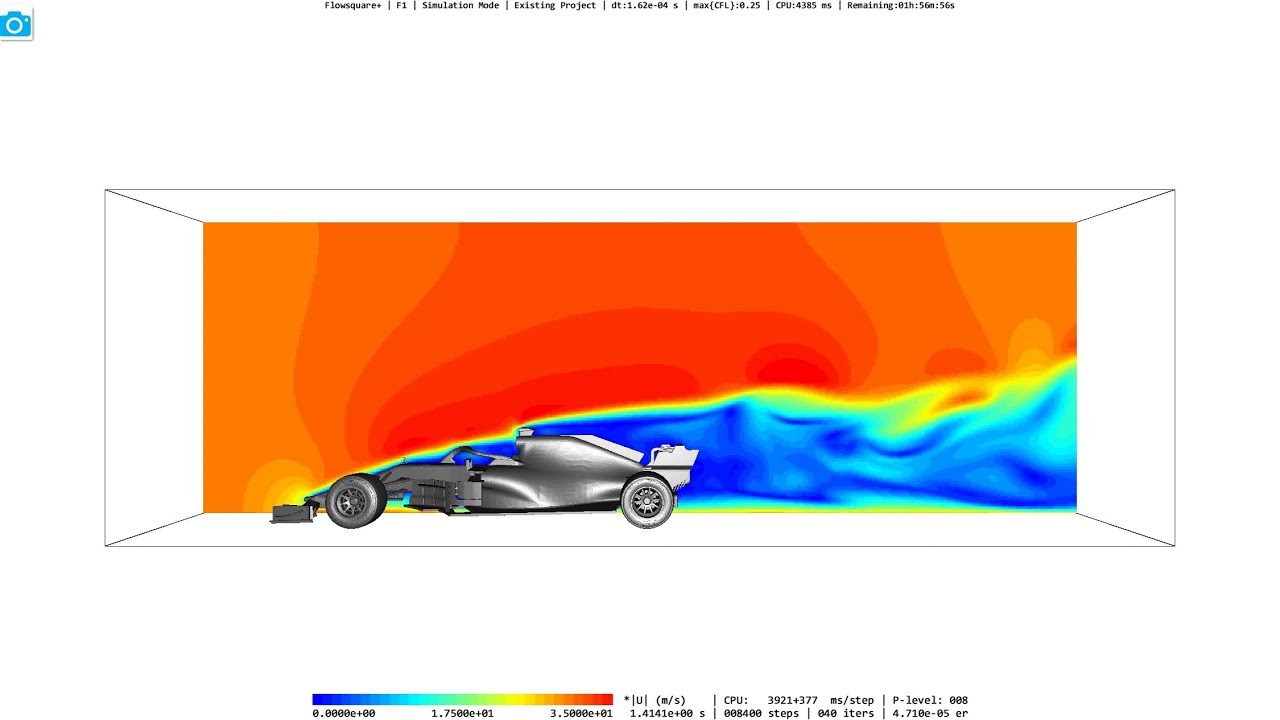 Flowsquare+ | F1 | Simulation Mode | Existing Project | dt:1.62e-04 s | max{CFL}:0.25 | CPU:4385 ms | Remaining:01h:56m:56s
*|U| (m/s) | CPU: 3921+377 ms/step | P-level: 008
0.0000e+00 1.7500e+01 3.5000e+01 1.4141e+00 s | 008400 steps | 040 iters | 4.710e-05 er